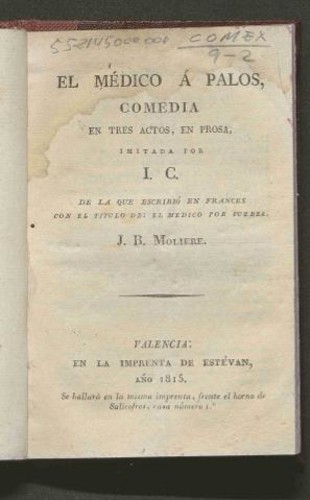 552145000001 COMEX
9-2
EL MÉDICO Á PALOS,
COMEDIA
EN TRES ACTOS, EN PROSA,
IMITADA POR
I. C.
DE LA QUE ESCRIBIÓ EN FRANCES
CON EL TITULO DE: EL MEDICO POR FUERZA.
J. B. MOLIERE.
VALENCIA:
EN LA IMPRENTA DE ESTÉVAN,
AÑO 1815.
Se hallará en la misma imprenta, frente el horno de
Salicofres, casa número 1.º